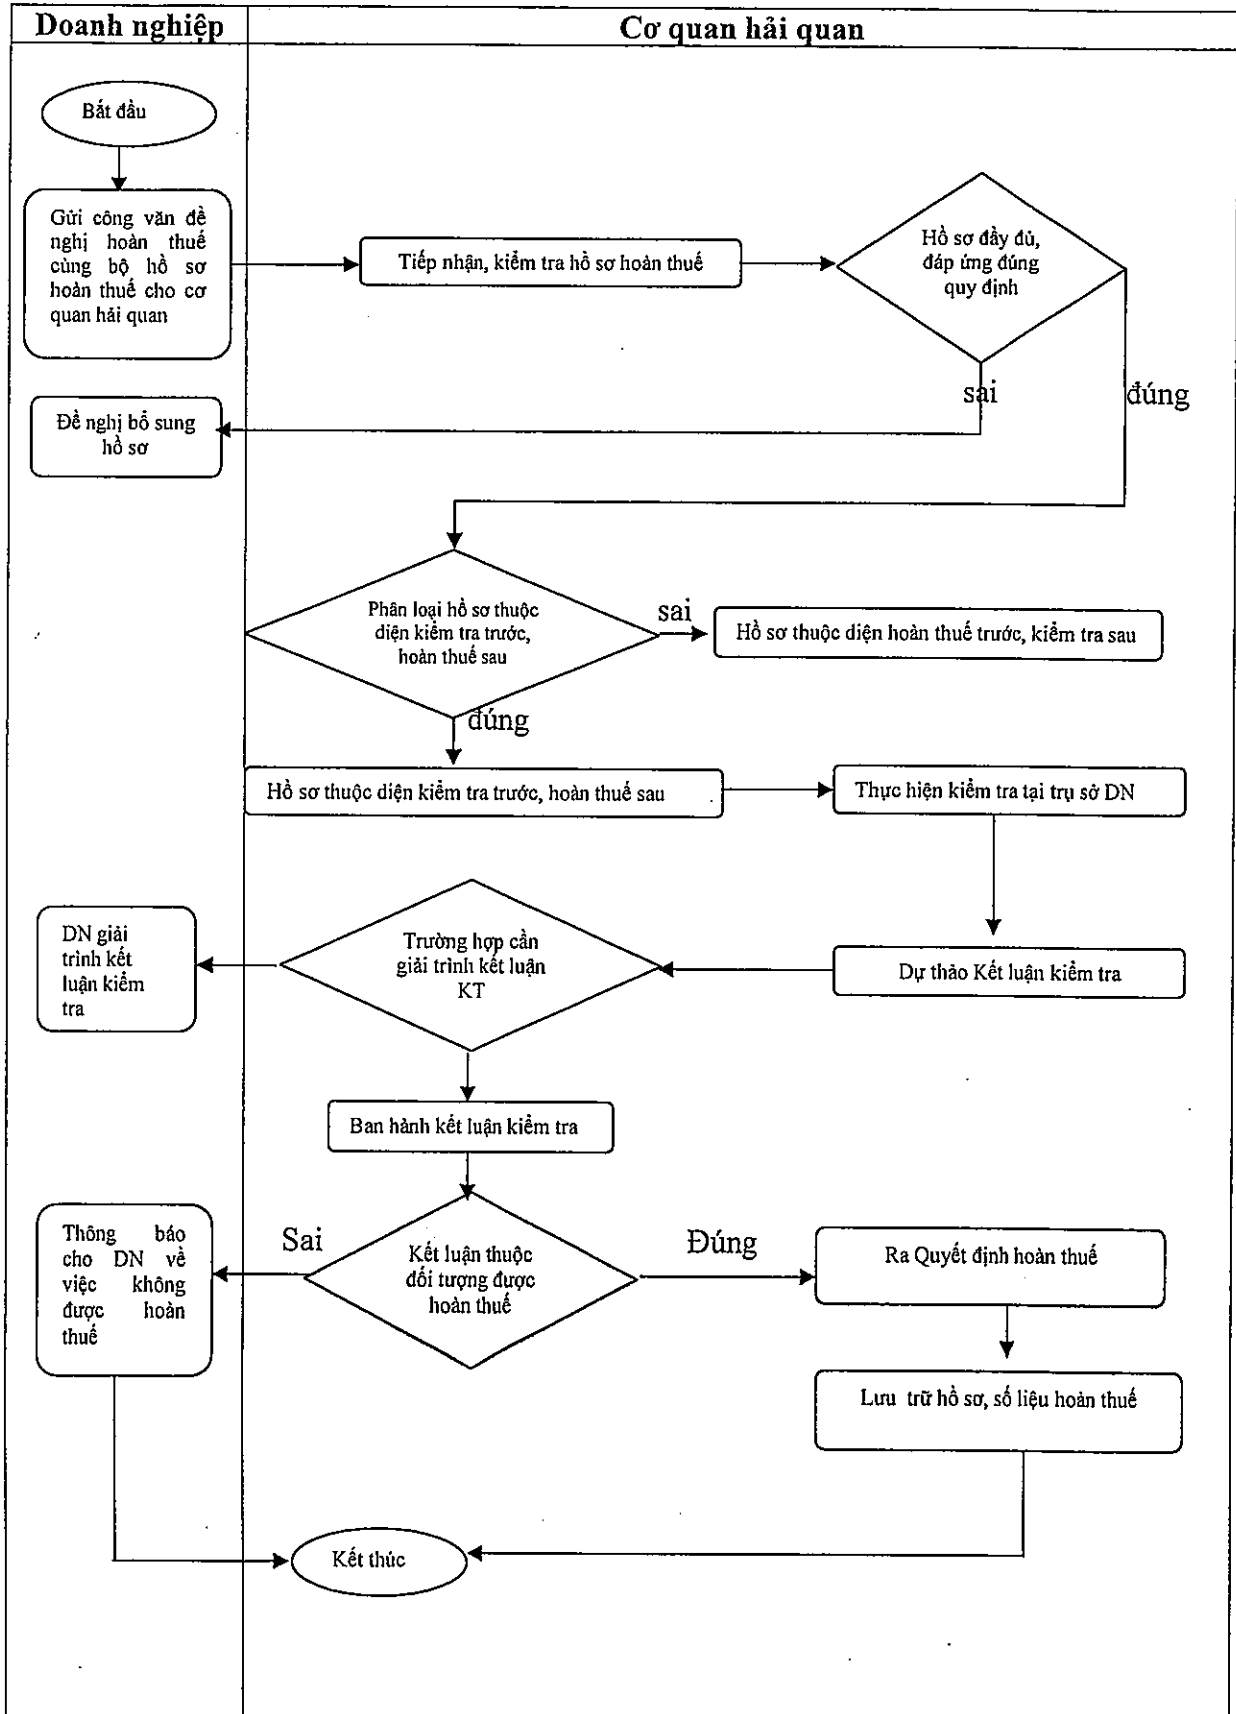 Doanh nghiệp
Cơ quan hải quan
Bắt đầu
Gửi công văn đề
nghị hoàn thuế
cùng bộ hồ sơ
hoàn thuế cho cơ
quan hải quan
Tiếp nhận, kiểm tra hồ sơ hoàn thuế
Hồ sơ đầy đủ,
đáp ứng đúng
quy định
sai
đúng
Đề nghị bổ sung
hồ sơ
Phân loại hồ sơ thuộc
diện kiểm tra trước,
hoàn thuế sau
sai
Hồ sơ thuộc diện hoàn thuế trước, kiểm tra sau
đúng
Hồ sơ thuộc diện kiểm tra trước, hoàn thuế sau
Thực hiện kiểm tra tại trụ sở DN
DN giải
trình kết
luận kiểm
tra
Trường hợp cần
giải trình kết luận
KT
Dự thảo Kết luận kiểm tra
Ban hành kết luận kiểm tra
Thông báo
cho DN về
việc không
được hoàn
thuế
Sai
Kết luận thuộc
đối tượng được
hoàn thuế
Đúng
Ra Quyết định hoàn thuế
Lưu trữ hồ sơ, số liệu hoàn thuế
Kết thúc